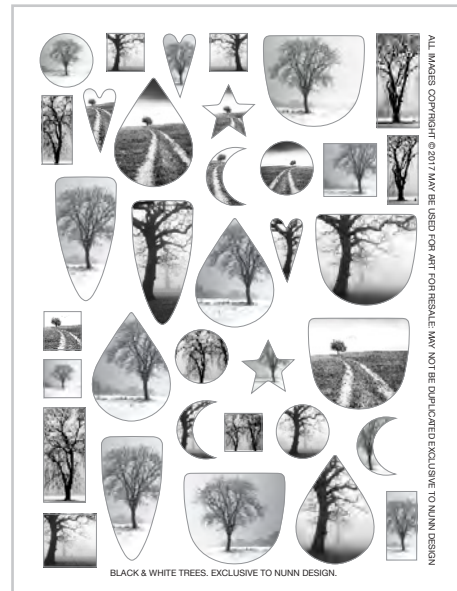 ALL IMAGES COPYRIGHT © 2017 MAY BE USED FOR ART FOR RESALE: MAY NOT BE DUPLICATED EXCLUSIVE TO NUNN DESIGN
BLACK & WHITE TREES. EXCLUSIVE TO NUNN DESIGN.